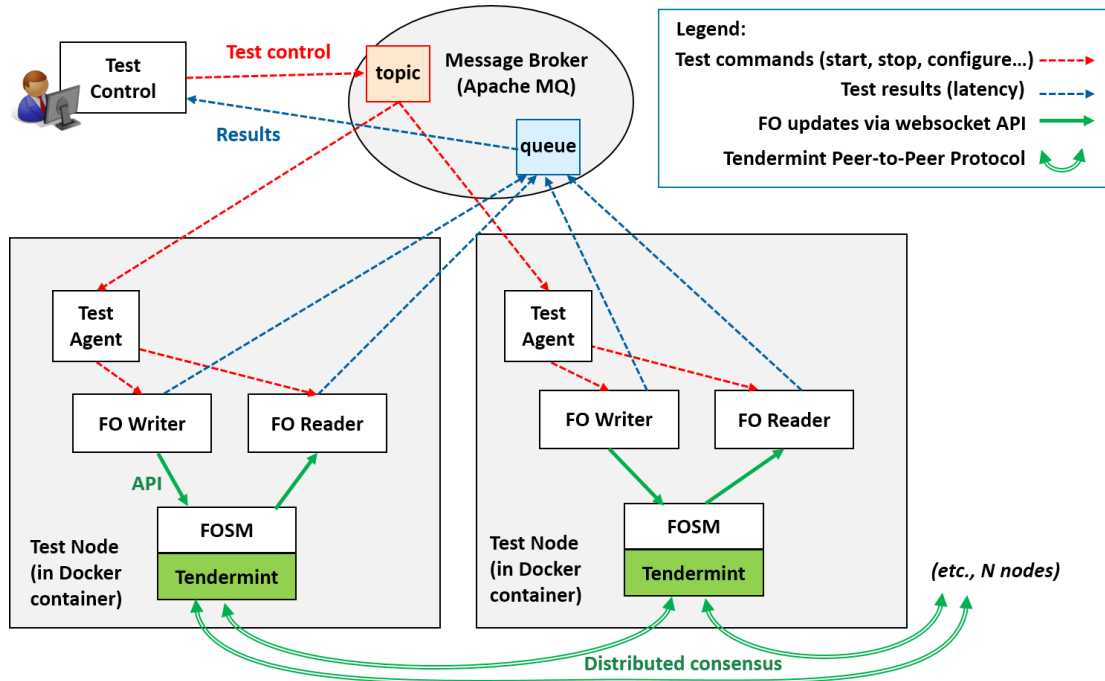 Test
Control
Test control
Results
topic
Message Broker
(Apache MQ)
queue
Legend:
Test commands (start, stop, configure…)
Test results (latency)
FO updates via websocket API
Tendermint Peer-to-Peer Protocol
Test
Agent
FO Writer
FO Reader
API
FOSM
Tendermint
Test Node
(in Docker
container)
Test
Agent
FO Writer
FO Reader
FOSM
Tendermint
Test Node
(in Docker
container)
(etc., N nodes)
Distributed consensus